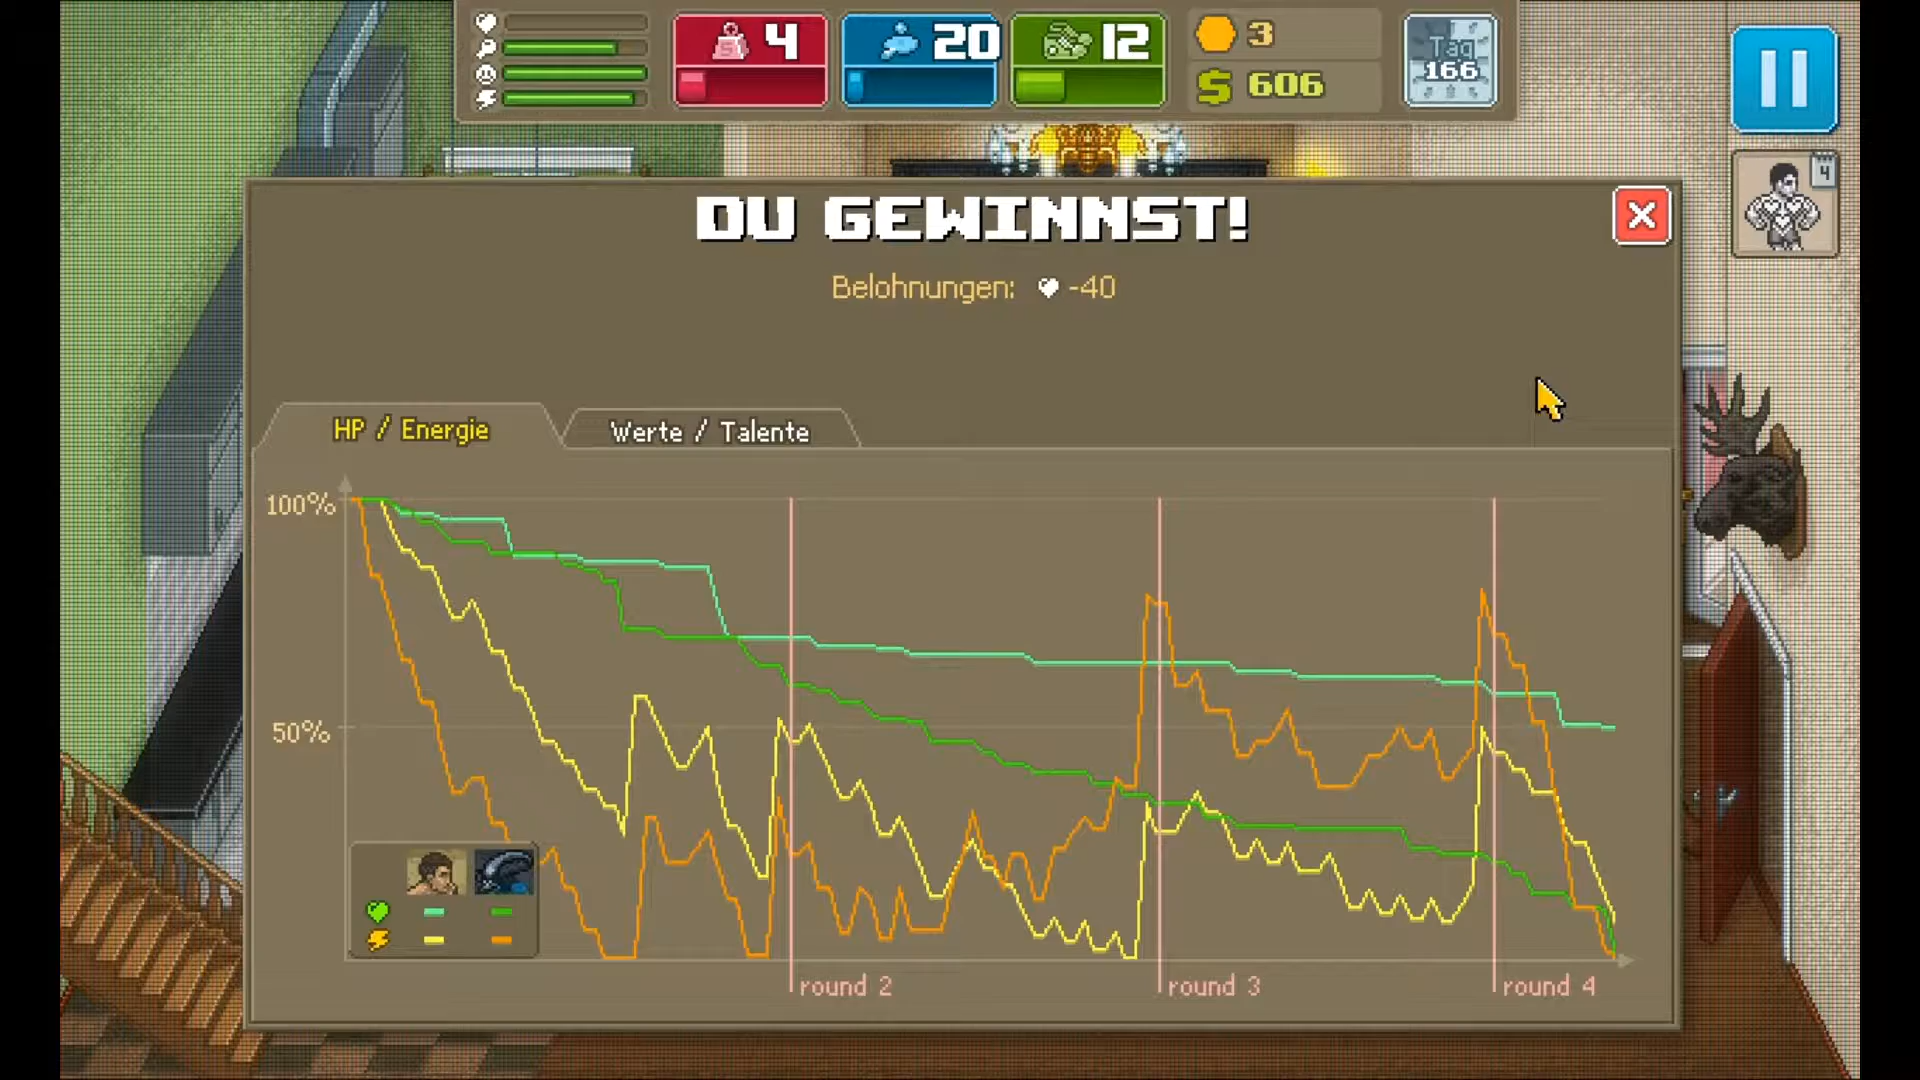 4
20
12
3
606
Tag
166
4
DU GEWINNST!
Belohnungen: -40
HP / Energie
Werte / Talente
100%
50%
round 2
round 3
round 4